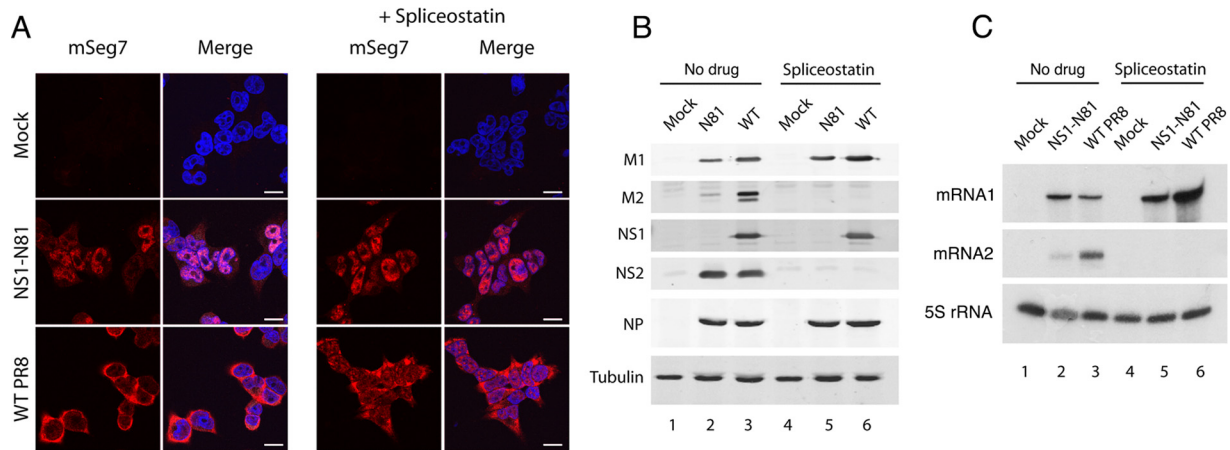 A
+ Spliceostatin
mSeg7 Merge mSeg7 Merge
Mock
NS1-N81
WT PR8
B
No drug Spliceostatin
Mock N81 WT Mock N81 WT
M1
M2
NS1
NS2
NP
Tubulin
1 2 3 4 5 6
C
No drug Spliceostatin
Mock NS1-N81 WT PR8 Mock NS1-N81 WT PR8
mRNA1
mRNA2
5S rRNA
1 2 3 4 5 6